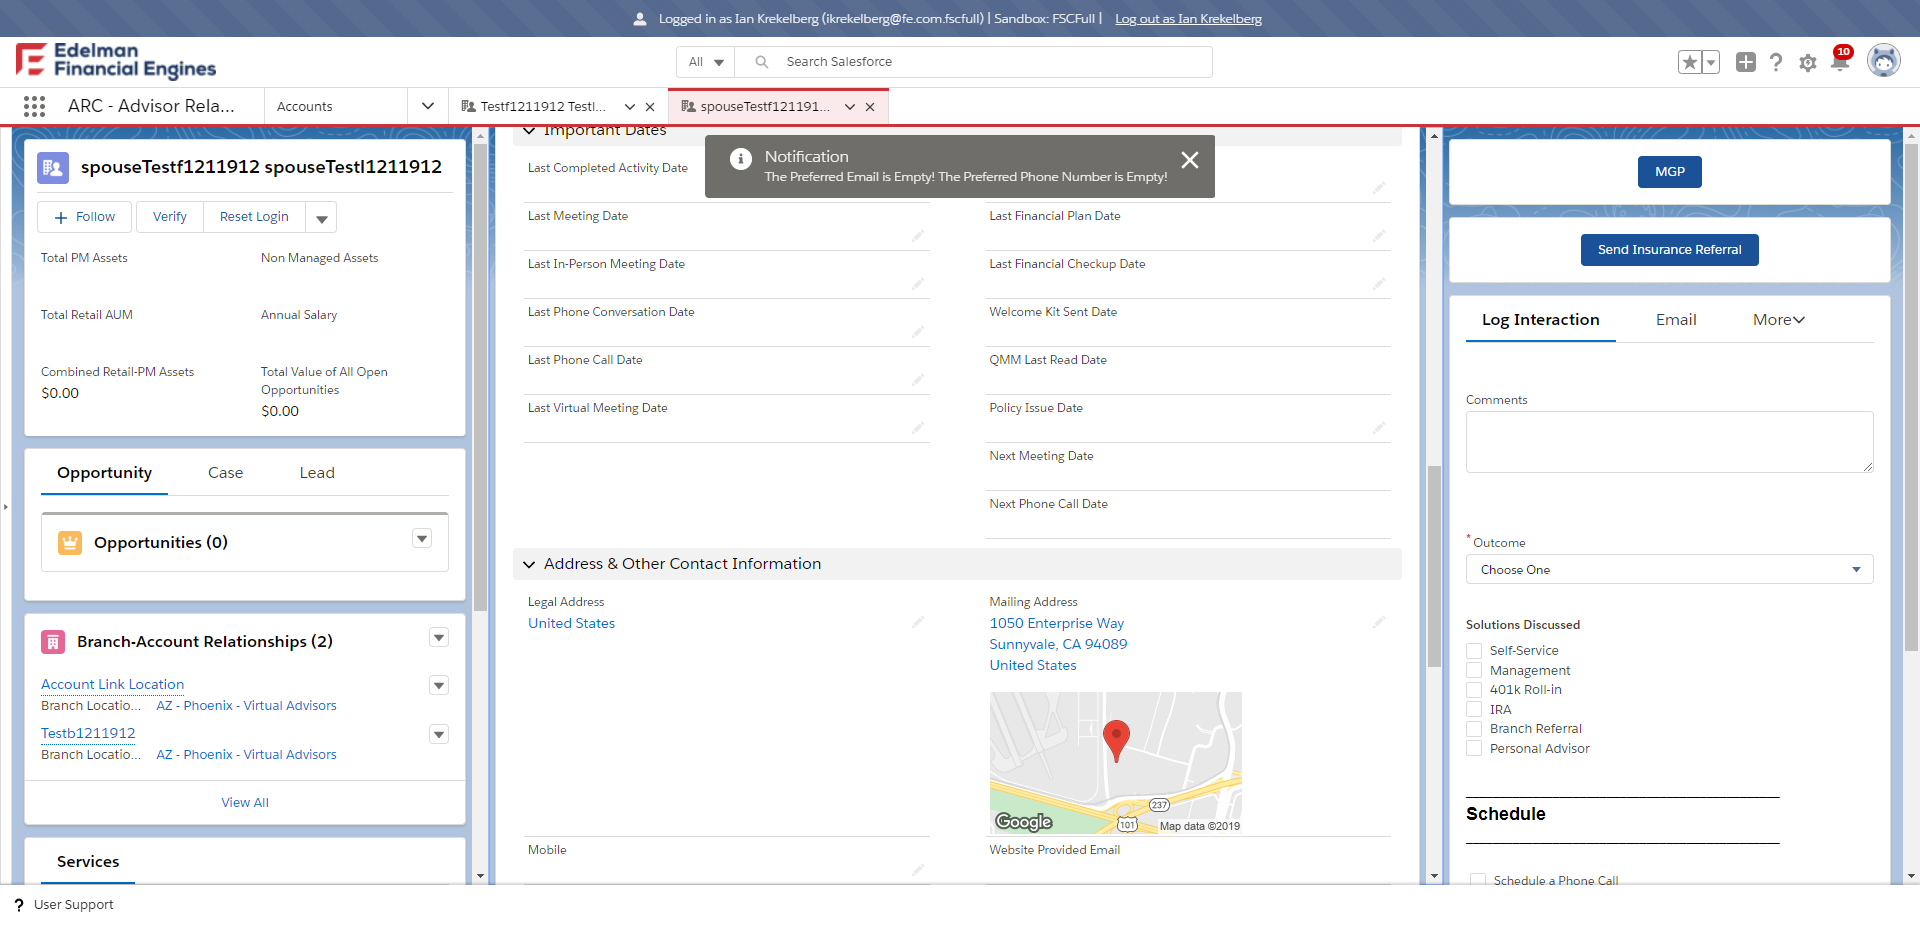 Logged in as Ian Krekelberg (ikrekelberg@fe.com.fscfull) | Sandbox: FSCFull | Log out as Ian Krekelberg
Edelman
Financial Engines
All
Search Salesforce
10
ARC - Advisor Rela...
Accounts
Testf1211912 Testl...
spouseTestf121191...
spouseTestf1211912 spouseTestl1211912
Follow
Verify
Reset Login
Total PM Assets
Non Managed Assets
Total Retail AUM
Annual Salary
Combined Retail-PM Assets
$0.00
Total Value of All Open
Opportunities
$0.00
Opportunity
Case
Lead
Opportunities (0)
Branch-Account Relationships (2)
Account Link Location
Branch Locatio... AZ - Phoenix - Virtual Advisors
Testb1211912
Branch Locatio... AZ - Phoenix - Virtual Advisors
View All
Services
Important Dates
Notification
The Preferred Email is Empty! The Preferred Phone Number is Empty!
Last Completed Activity Date
Last Meeting Date
Last Financial Plan Date
Last In-Person Meeting Date
Last Financial Checkup Date
Last Phone Conversation Date
Welcome Kit Sent Date
Last Phone Call Date
QMM Last Read Date
Last Virtual Meeting Date
Policy Issue Date
Next Meeting Date
Next Phone Call Date
Address & Other Contact Information
Legal Address
United States
Mailing Address
1050 Enterprise Way
Sunnyvale, CA 94089
United States
237
101
Google
Map data ©2019
Mobile
Website Provided Email
MGP
Send Insurance Referral
Log Interaction
Email
More
Comments
*Outcome
Choose One
Solutions Discussed
Self-Service
Management
401k Roll-in
IRA
Branch Referral
Personal Advisor
Schedule
Schedule a Phone Call
? User Support